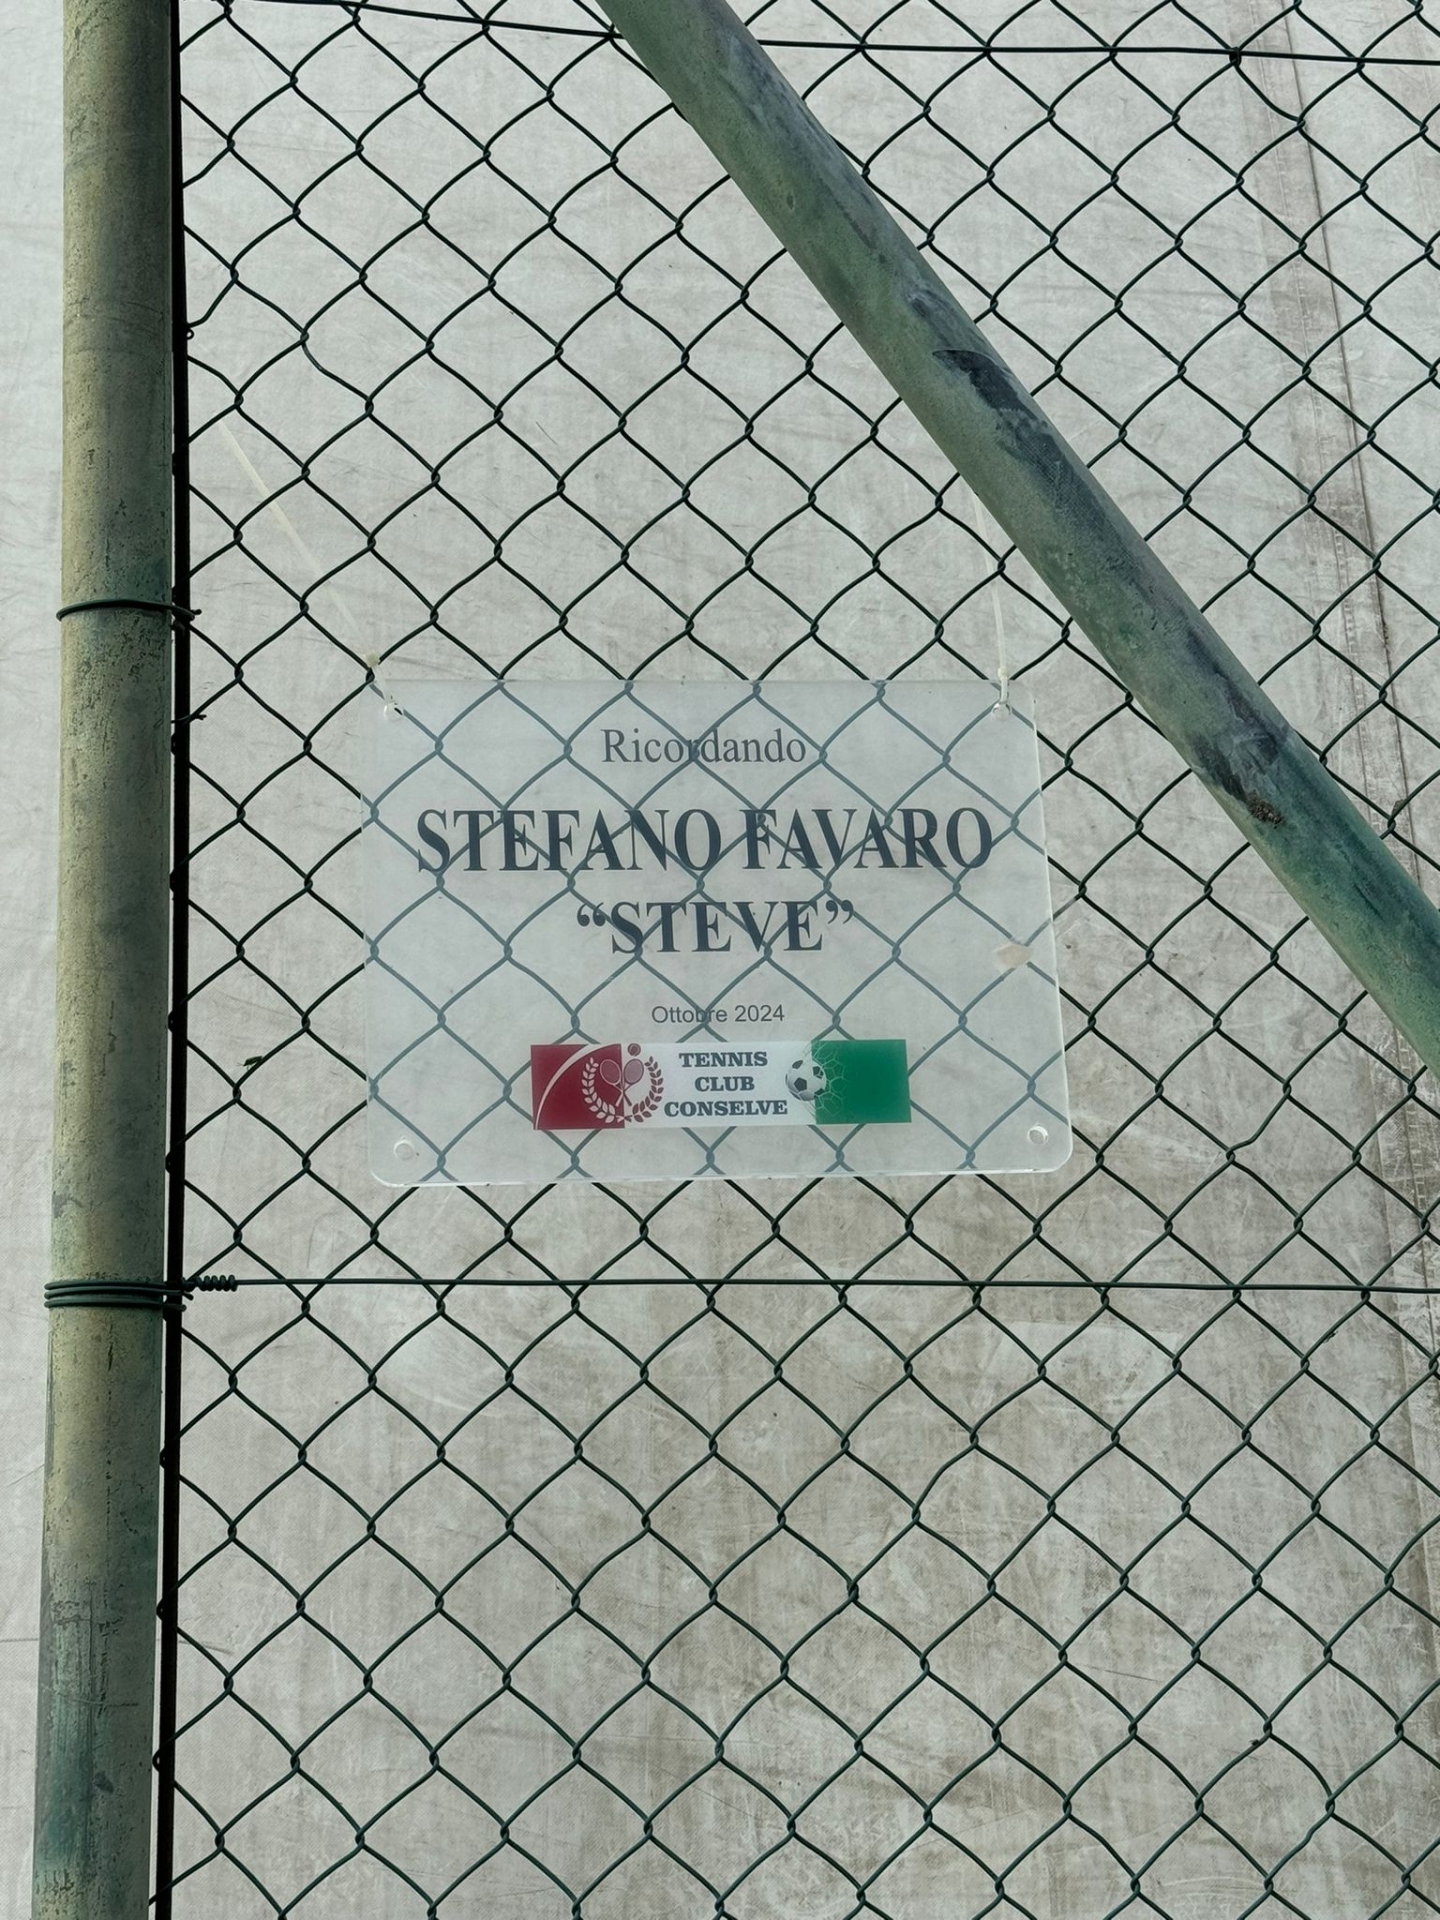 Ricordando
STEFANO FAVARO
“STEVE”
Ottobre 2024
TENNIS
CLUB
CONSELVE